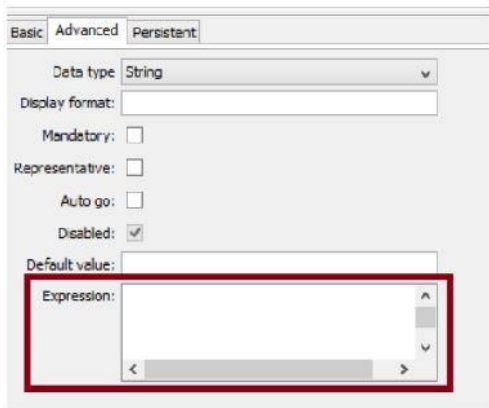 Basic Advanced Persistent
Data type String
Display format:
Mandatory:
Representative:
Auto go:
Disabled:
Default value:
Expression: